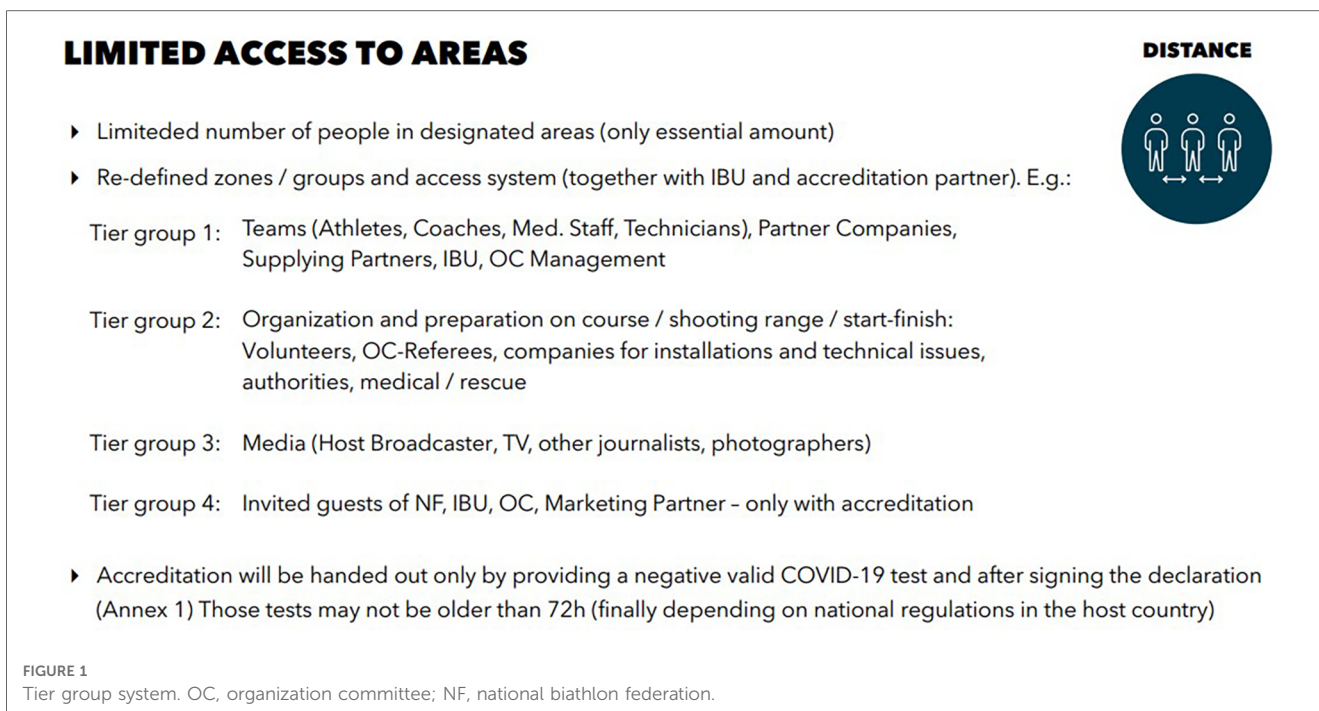 LIMITED ACCESS TO AREAS
DISTANCE
Limiteded number of people in designated areas (only essential amount)
Re-defined zones / groups and access system (together with IBU and accreditation partner). E.g.:
Tier group 1: Teams (Athletes, Coaches, Med. Staff, Technicians), Partner Companies,
Supplying Partners, IBU, OC Management
Tier group 2: Organization and preparation on course / shooting range / start-finish:
Volunteers, OC-Referees, companies for installations and technical issues,
authorities, medical / rescue
Tier group 3: Media (Host Broadcaster, TV, other journalists, photographers)
Tier group 4: Invited guests of NF, IBU, OC, Marketing Partner – only with accreditation
Accreditation will be handed out only by providing a negative valid COVID-19 test and after signing the declaration
(Annex 1) Those tests may not be older than 72h (finally depending on national regulations in the host country)
FIGURE 1
Tier group system. OC, organization committee; NF, national biathlon federation.